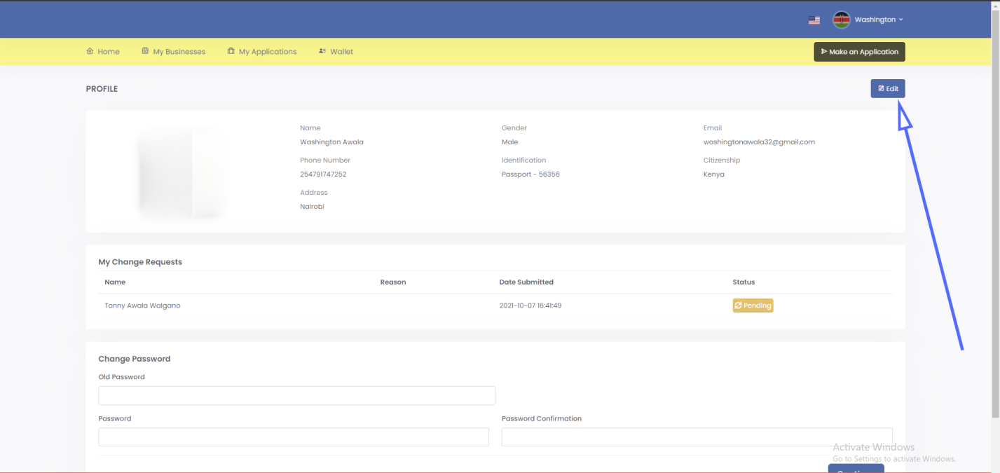 Washington
Home My Businesses My Applications Wallet Make an Application
PROFILE Edit
Name Gender Email
Washington Awala Male washingtonawala32@gmail.com
Phone Number Identification Citizenship
254791747252 Passport - 56356 Kenya
Address
Nairobi
My Change Requests
Name Reason Date Submitted Status
Tonny Awala Walgano 2021-10-07 16:41:49 Pending
Change Password
Old Password
Password Password Confirmation
Activate Windows
Go to Settings to activate Windows.